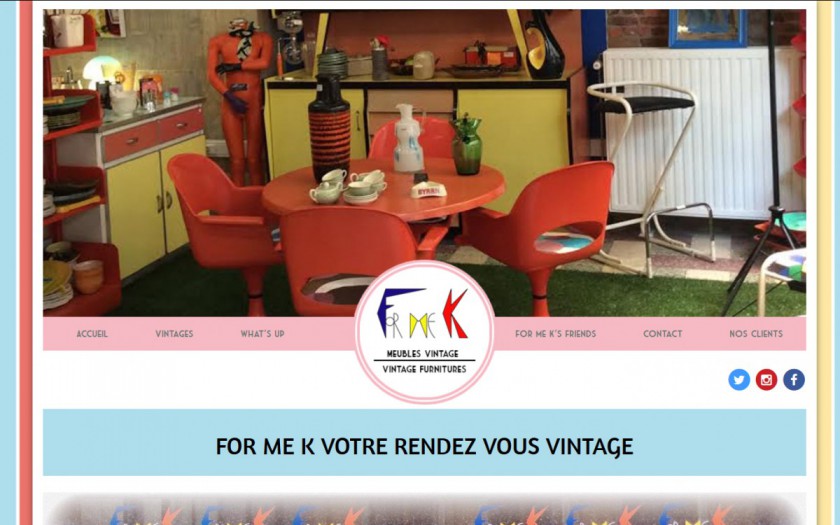 BYRRH
ACCUEIL
VINTAGES
WHAT'S UP
FOR ME K
MEUBLES VINTAGE
VINTAGE FURNITURES
FOR ME K'S FRIENDS
CONTACT
NOS CLIENTS
FOR ME K VOTRE RENDEZ VOUS VINTAGE